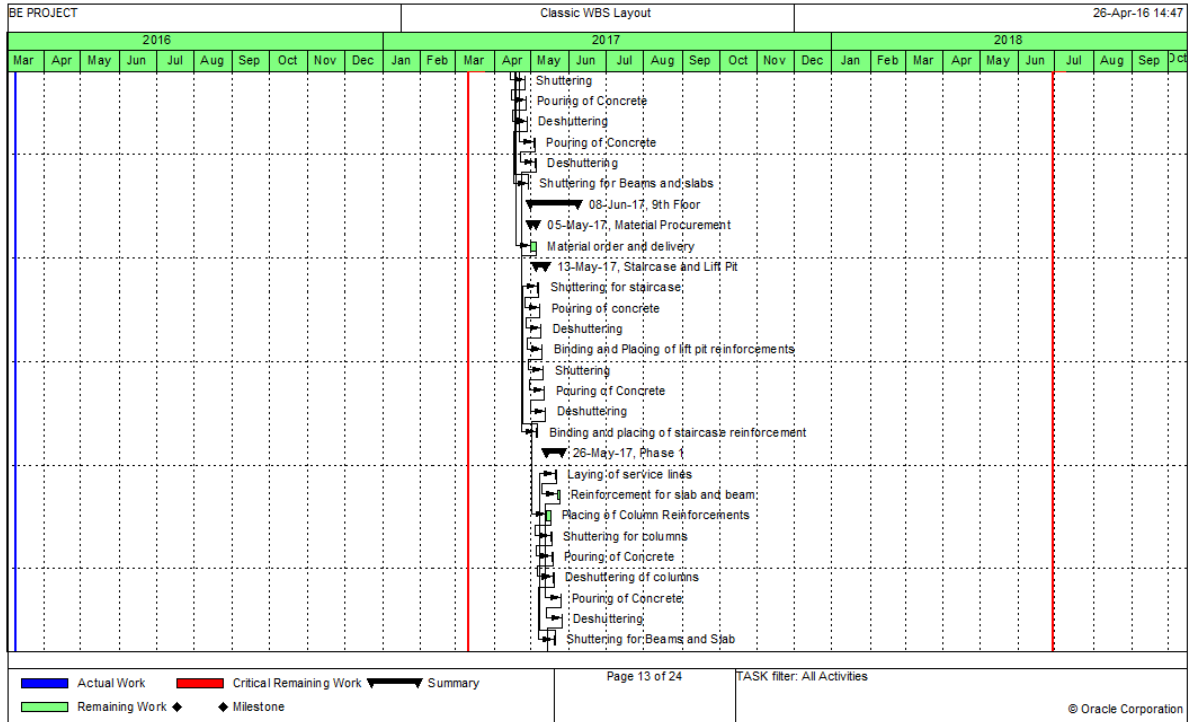 BE PROJECT Classic WBS Layout 26-Apr-16 14:47
2016 2017 2018
Mar Apr May Jun Jul Aug Sep Oct Nov Dec Jan Feb Mar Apr May Jun Jul Aug Sep Oct Nov Dec Jan Feb Mar Apr May Jun Jul Aug Sep Oct
Shuttering
Pouring of Concrete
Deshuttering
Pouring of Concrete
Deshuttering
Shuttering for Beams and slabs
08-Jun-17, 9th Floor
05-May-17, Material Procurement
Material order and delivery
13-May-17, Staircase and Lift Pit
Shuttering for staircase
Pouring of concrete
Deshuttering
Binding and Placing of lift pit reinforcements
Shuttering
Pouring of Concrete
Deshuttering
Binding and placing of staircase reinforcement
26-May-17, Phase 1
Laying of service lines
Reinforcement for slab and beam
Placing of Column Reinforcements
Shuttering for columns
Pouring of Concrete
Deshuttering of columns
Pouring of Concrete
Deshuttering
Shuttering for Beams and Slab
Actual Work Critical Remaining Work Summary Page 13 of 24 TASK filter: All Activities
Remaining Work Milestone © Oracle Corporation